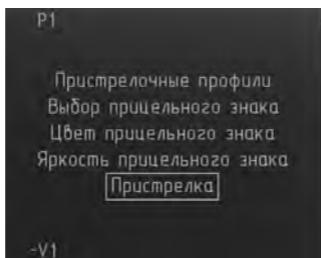 P1
Пристрелочные профили
Выбор прицельного знака
Цвет прицельного знака
Яркость прицельного знака
Пристрелка
-V1